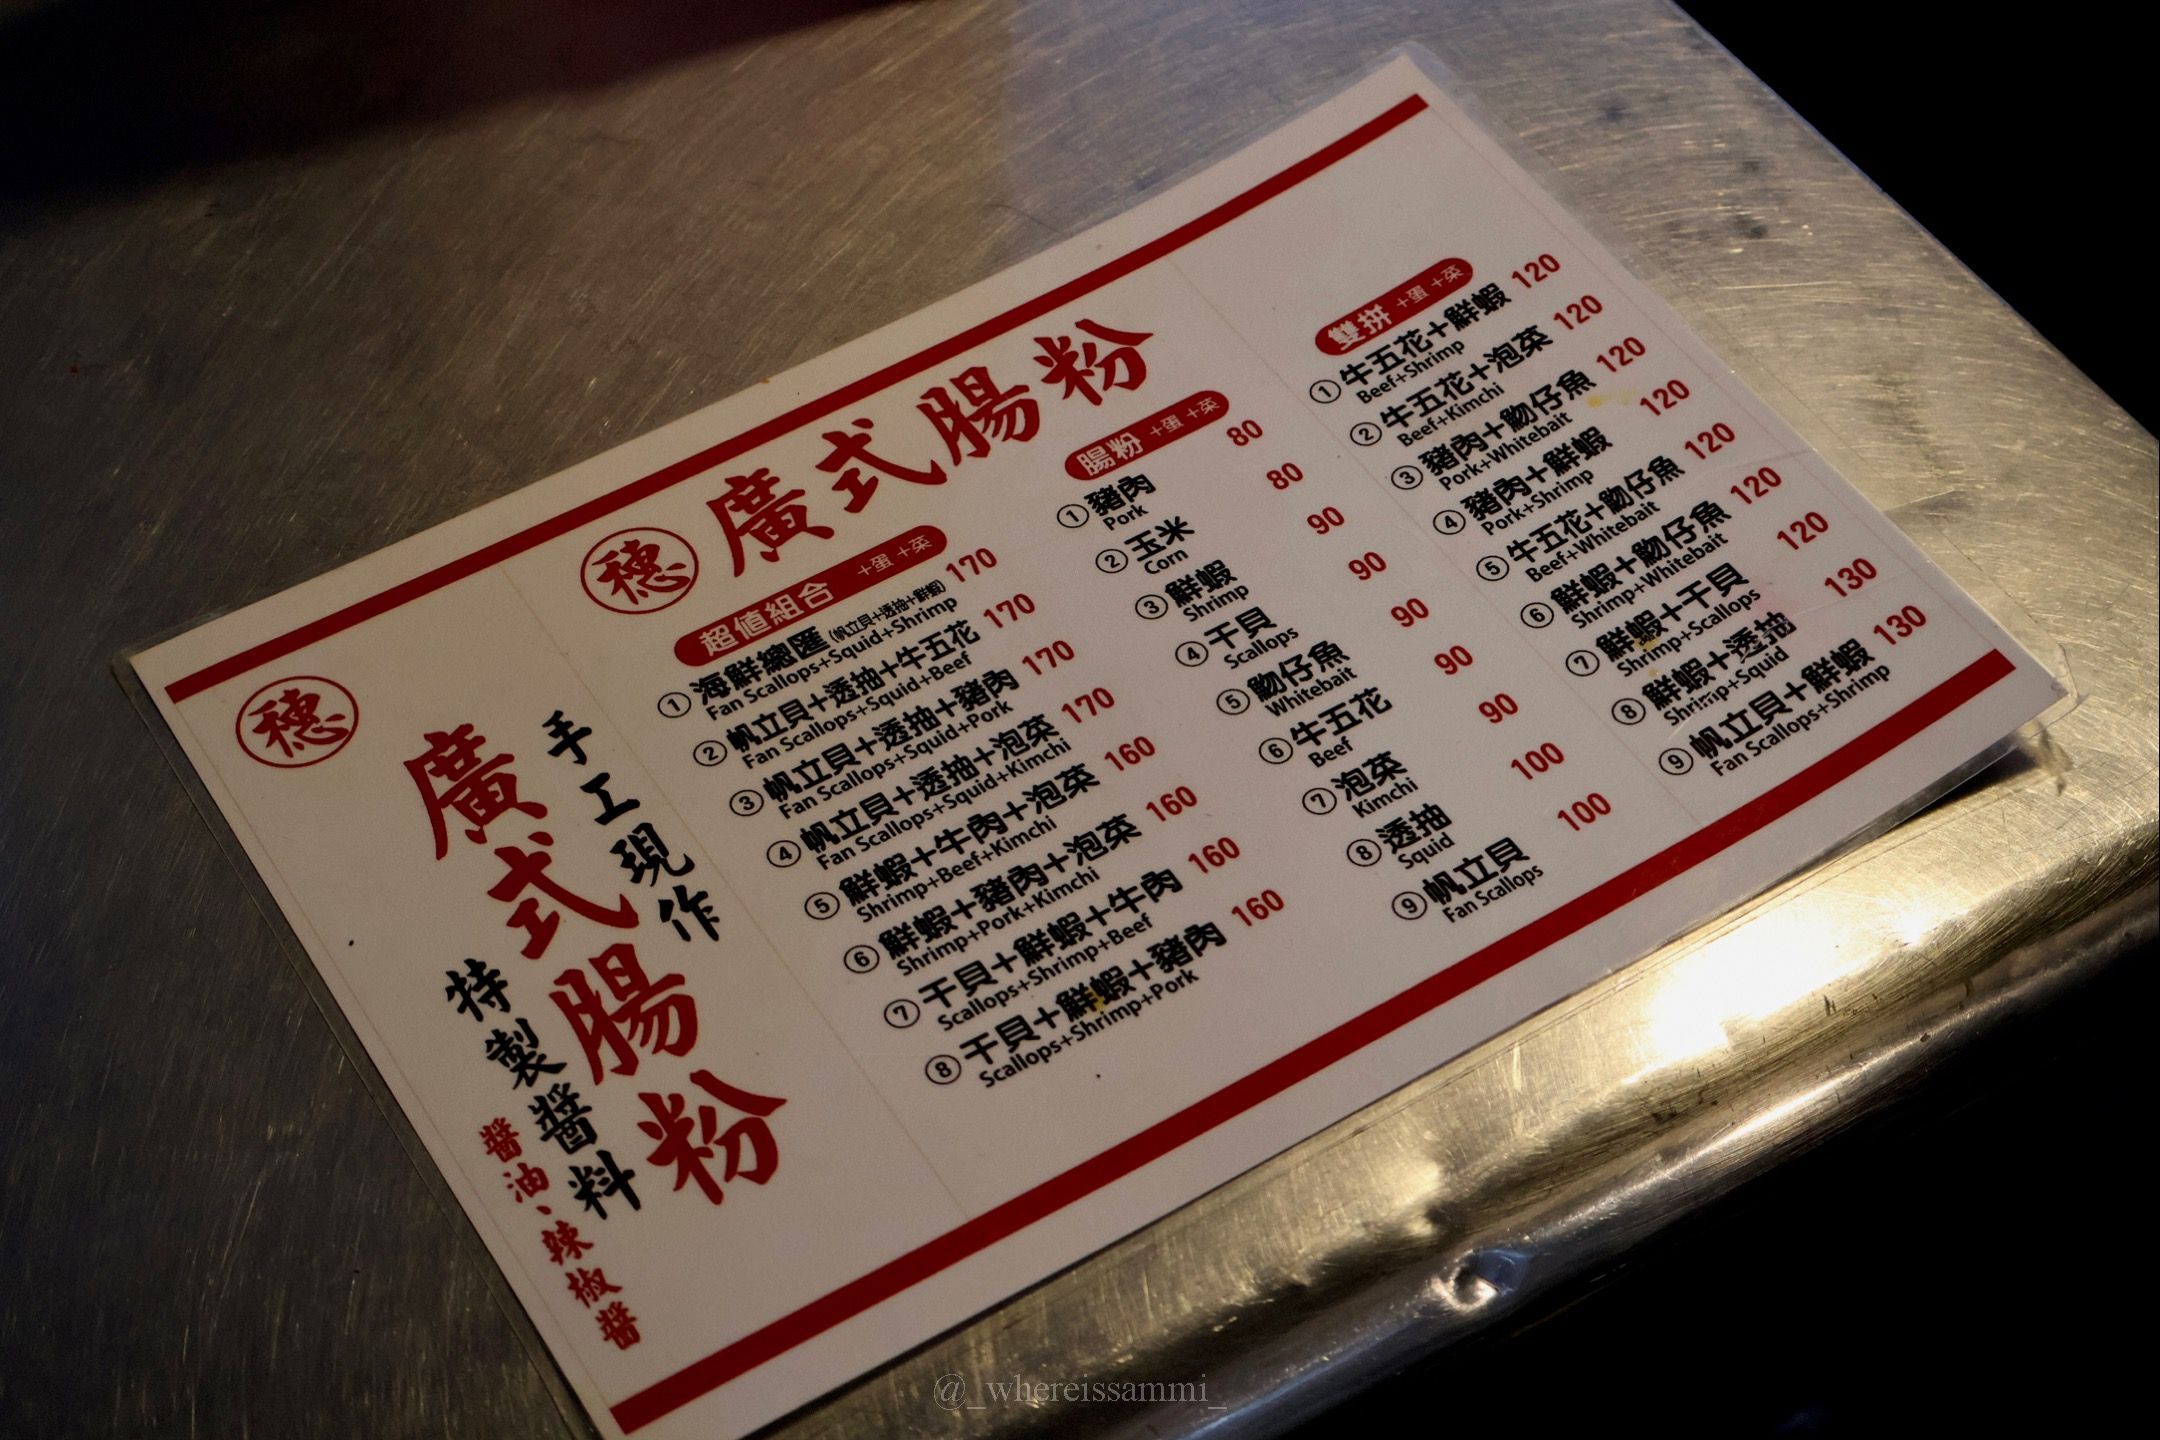 穗
手工現作
廣式腸粉
特製醬料
醬油、辣椒醬
穗 廣式腸粉
超值組合 +蛋 +菜
① 海鮮總匯 (帆立貝+透抽+鮮蝦) 170
Fan Scallops+Squid+Shrimp
② 帆立貝+透抽+牛五花 170
Fan Scallops+Squid+Beef
③ 帆立貝+透抽+豬肉 170
Fan Scallops+Squid+Pork
④ 帆立貝+透抽+泡菜 170
Fan Scallops+Squid+Kimchi
⑤ 鮮蝦+牛肉+泡菜 160
Shrimp+Beef+Kimchi
⑥ 鮮蝦+豬肉+泡菜 160
Shrimp+Pork+Kimchi
⑦ 干貝+鮮蝦+牛肉 160
Scallops+Shrimp+Beef
⑧ 干貝+鮮蝦+豬肉 160
Scallops+Shrimp+Pork
腸粉 +蛋 +菜
① 豬肉 80
Pork
② 玉米 80
Corn
③ 鮮蝦 90
Shrimp
④ 干貝 90
Scallops
⑤ 魩仔魚 90
Whitebait
⑥ 牛五花 90
Beef
⑦ 泡菜 90
Kimchi
⑧ 透抽 100
Squid
⑨ 帆立貝 100
Fan Scallops
雙拼 +蛋 +菜
① 牛五花+鮮蝦 120
Beef+Shrimp
② 牛五花+泡菜 120
Beef+Kimchi
③ 豬肉+魩仔魚 120
Pork+Whitebait
④ 豬肉+鮮蝦 120
Pork+Shrimp
⑤ 牛五花+魩仔魚 120
Beef+Whitebait
⑥ 鮮蝦+魩仔魚 120
Shrimp+Whitebait
⑦ 鮮蝦+干貝 120
Shrimp+Scallops
⑧ 鮮蝦+透抽 130
Shrimp+Squid
⑨ 帆立貝+鮮蝦 130
Fan Scallops+Shrimp
@_whereissammi_